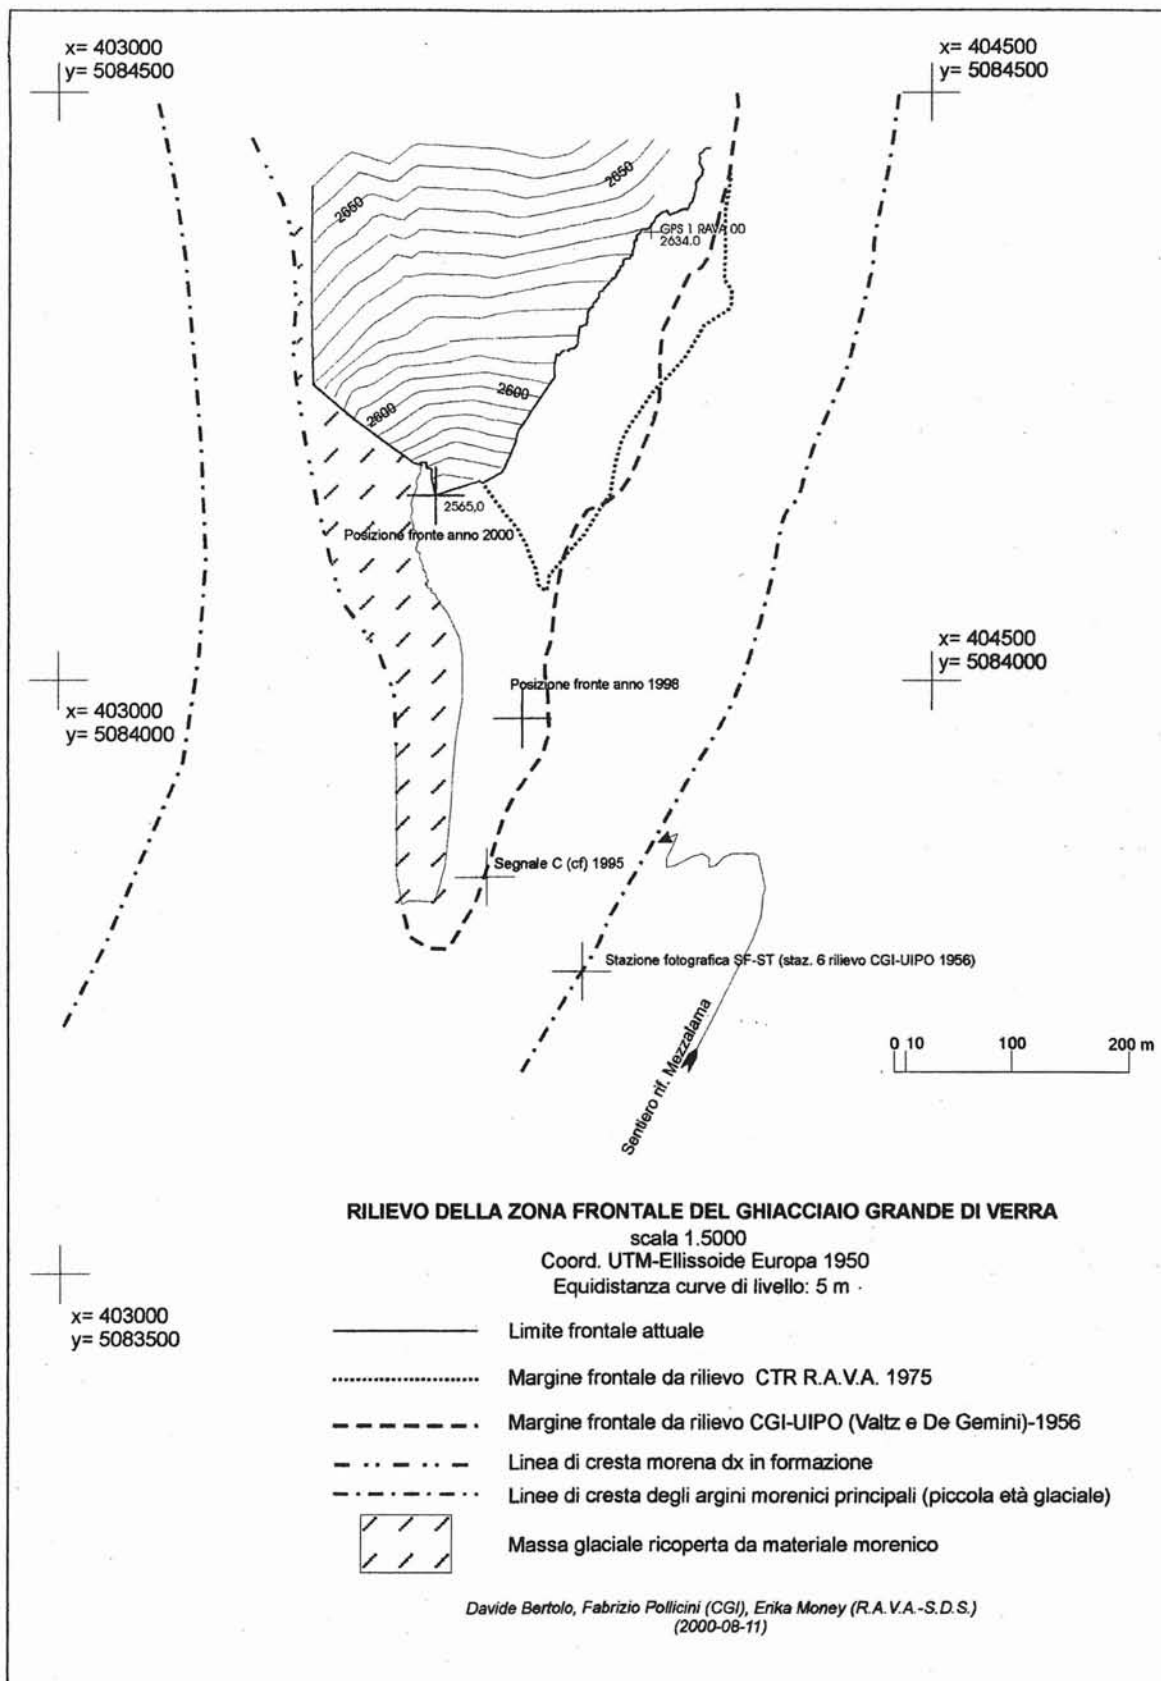 x= 403000
y= 5084500
x= 404500
y= 5084500
2650
2650
GPS 1 RAVA 00
2634.0
2600
2600
2565,0
Posizione fronte anno 2000
x= 404500
y= 5084000
Posizione fronte anno 1998
x= 403000
y= 5084000
Segnale C (cf) 1995
Stazione fotografica SF-ST (staz. 6 rilievo CGI-UIPO 1956)
Sentiero rif. Mezzalama
0 10 100 200 m
RILIEVO DELLA ZONA FRONTALE DEL GHIACCIAIO GRANDE DI VERRA
scala 1.5000
Coord. UTM-Ellissoide Europa 1950
Equidistanza curve di livello: 5 m
x= 403000
y= 5083500
Limite frontale attuale
Margine frontale da rilievo CTR R.A.V.A. 1975
Margine frontale da rilievo CGI-UIPO (Valtz e De Gemini)-1956
Linea di cresta morena dx in formazione
Linee di cresta degli argini morenici principali (piccola età glaciale)
Massa glaciale ricoperta da materiale morenico
Davide Bertolo, Fabrizio Pollicini (CGI), Erika Money (R.A.V.A.-S.D.S.)
(2000-08-11)